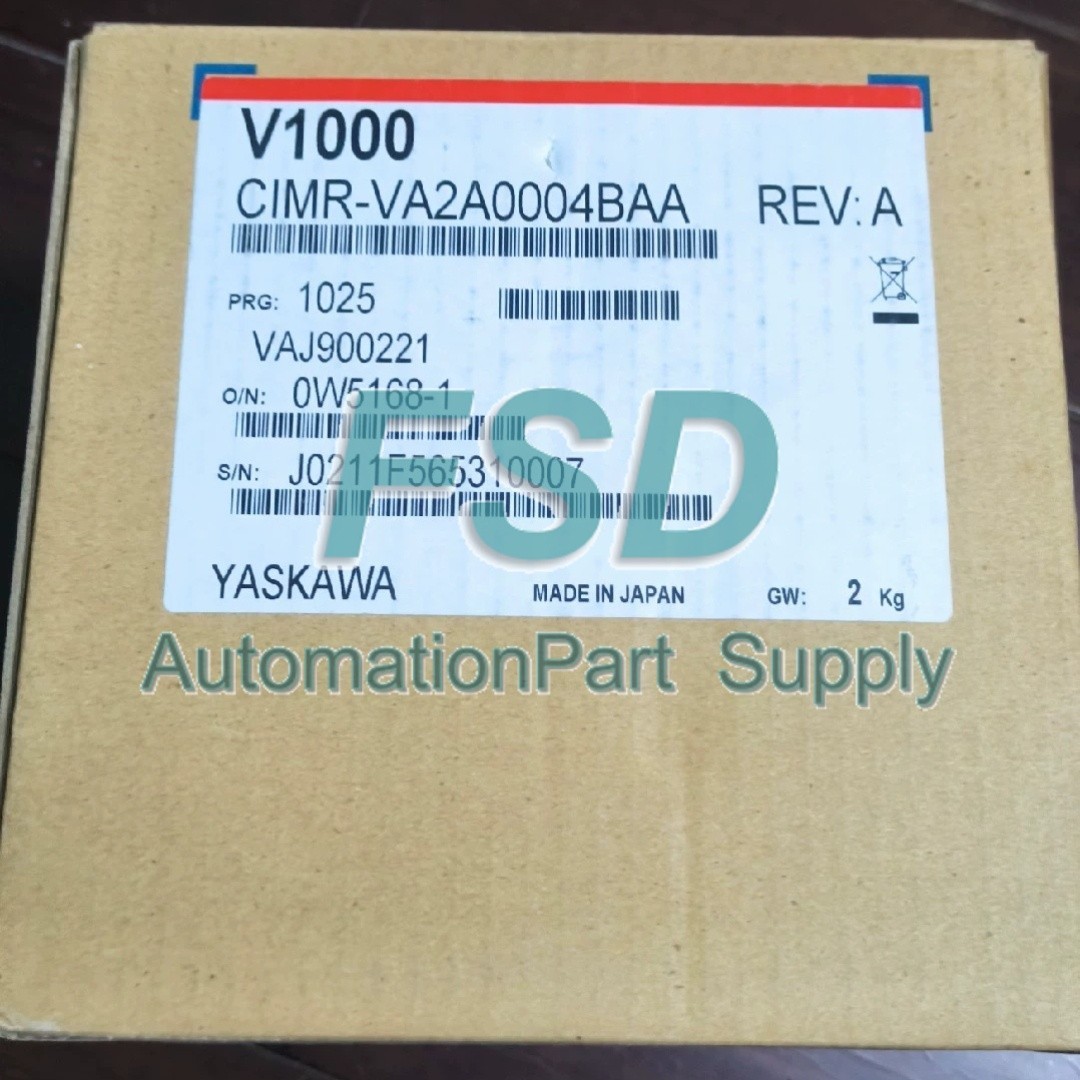 V1000
CIMR-VA2A0004BAA REV: A
PRG: 1025
VAJ900221
O/N: 0W5168-1
S/N: J0211F565310007
FSD
YASKAWA MADE IN JAPAN GW: 2 Kg
AutomationPart Supply